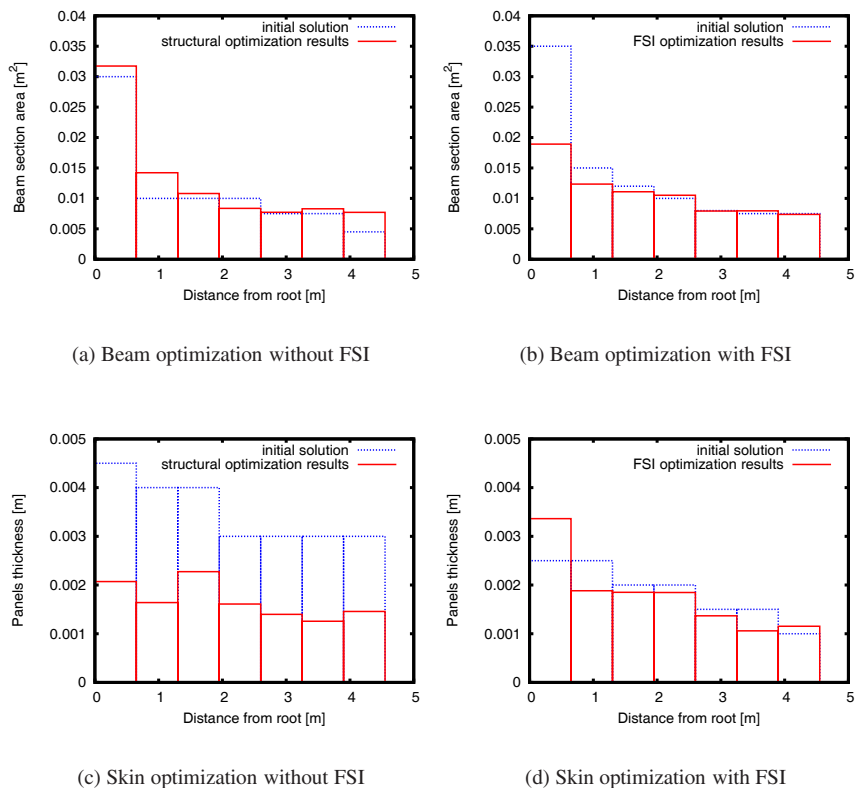 0.04
0.035
0.03
0.025
0.02
0.015
0.01
0.005
0
Beam section area [m²]
initial solution
structural optimization results
0 1 2 3 4 5
Distance from root [m]
(a) Beam optimization without FSI
0.04
0.035
0.03
0.025
0.02
0.015
0.01
0.005
0
Beam section area [m²]
initial solution
FSI optimization results
0 1 2 3 4 5
Distance from root [m]
(b) Beam optimization with FSI
0.005
0.004
0.003
0.002
0.001
0
Panels thickness [m]
initial solution
structural optimization results
0 1 2 3 4 5
Distance from root [m]
(c) Skin optimization without FSI
0.005
0.004
0.003
0.002
0.001
0
Panels thickness [m]
initial solution
FSI optimization results
0 1 2 3 4 5
Distance from root [m]
(d) Skin optimization with FSI